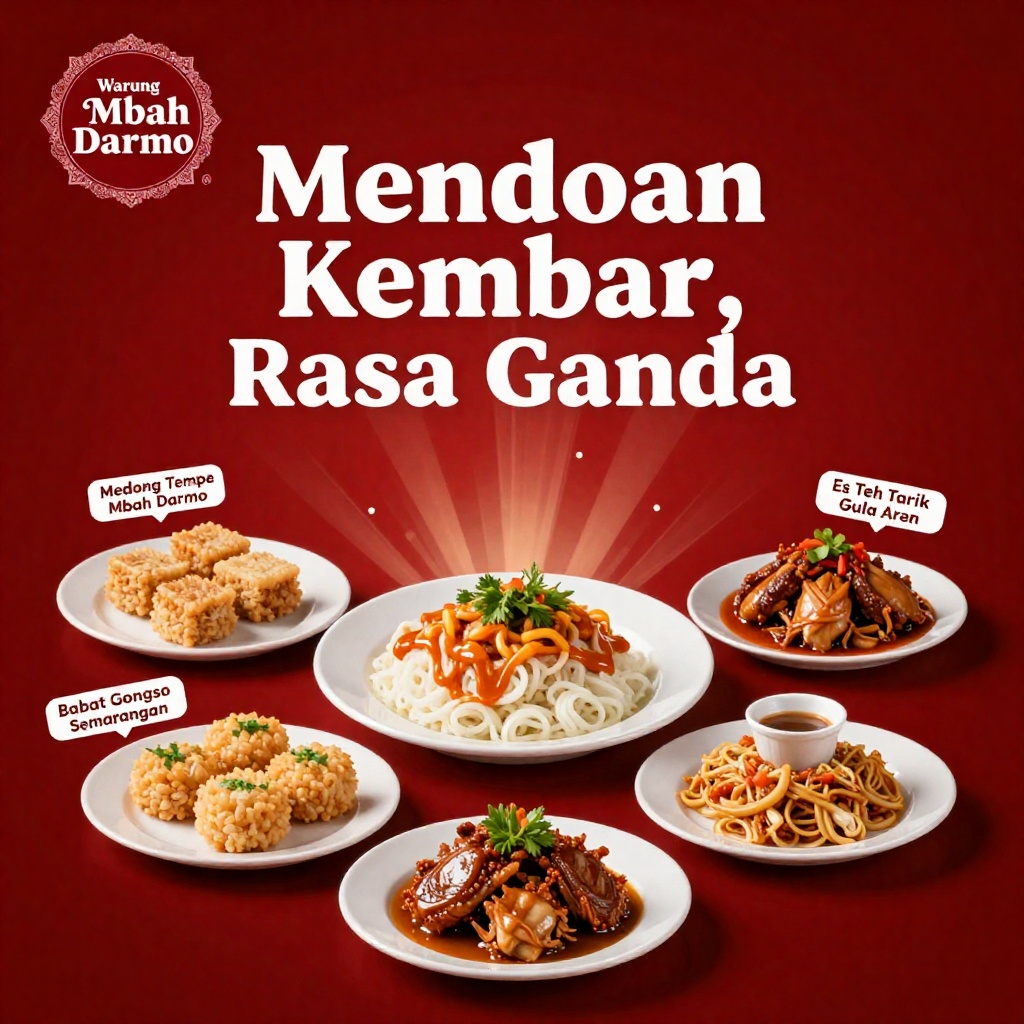 Warung
Mbah
Darmo
Mendoan
Kembar,
Rasa Ganda
Medong Tempe
Mbah Darmo
Es Teh Tarik
Gula Aren
Babat Gongso
Semarangan